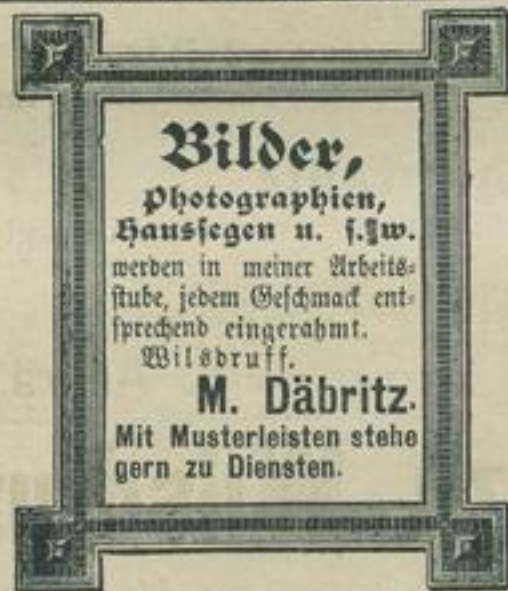 Bilder,
Photographien,
Haussegen u. s. w.
werden in meiner Arbeits-
stube, jedem Geschmack ent-
sprechend eingerahmt.
Wilsdruff.
M. Däbritz.
Mit Musterleisten stehe
gern zu Diensten.